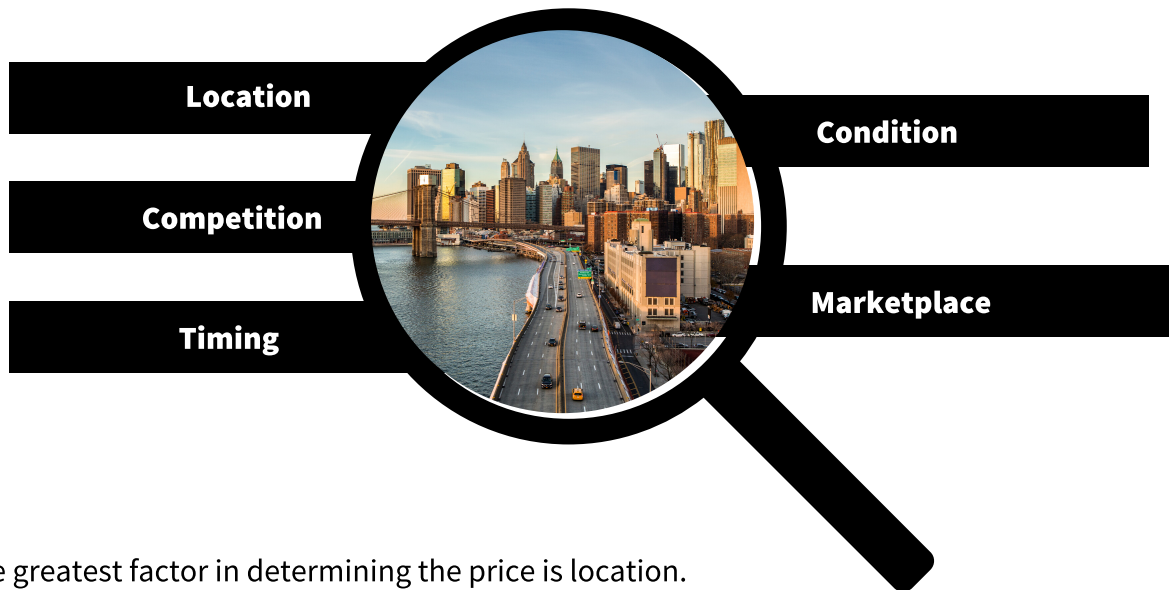 Location
Condition
Competition
Marketplace
Timing
greatest factor in determining the price is location.